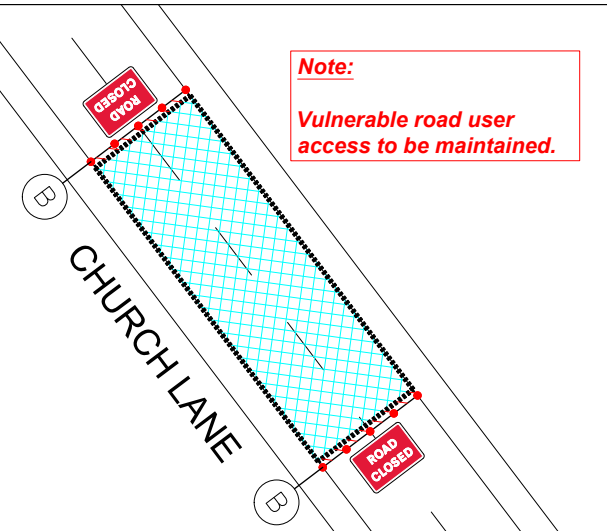 ROAD
CLOSED
Note:
Vulnerable road user
access to be maintained.
B
CHURCH LANE
ROAD
CLOSED
B